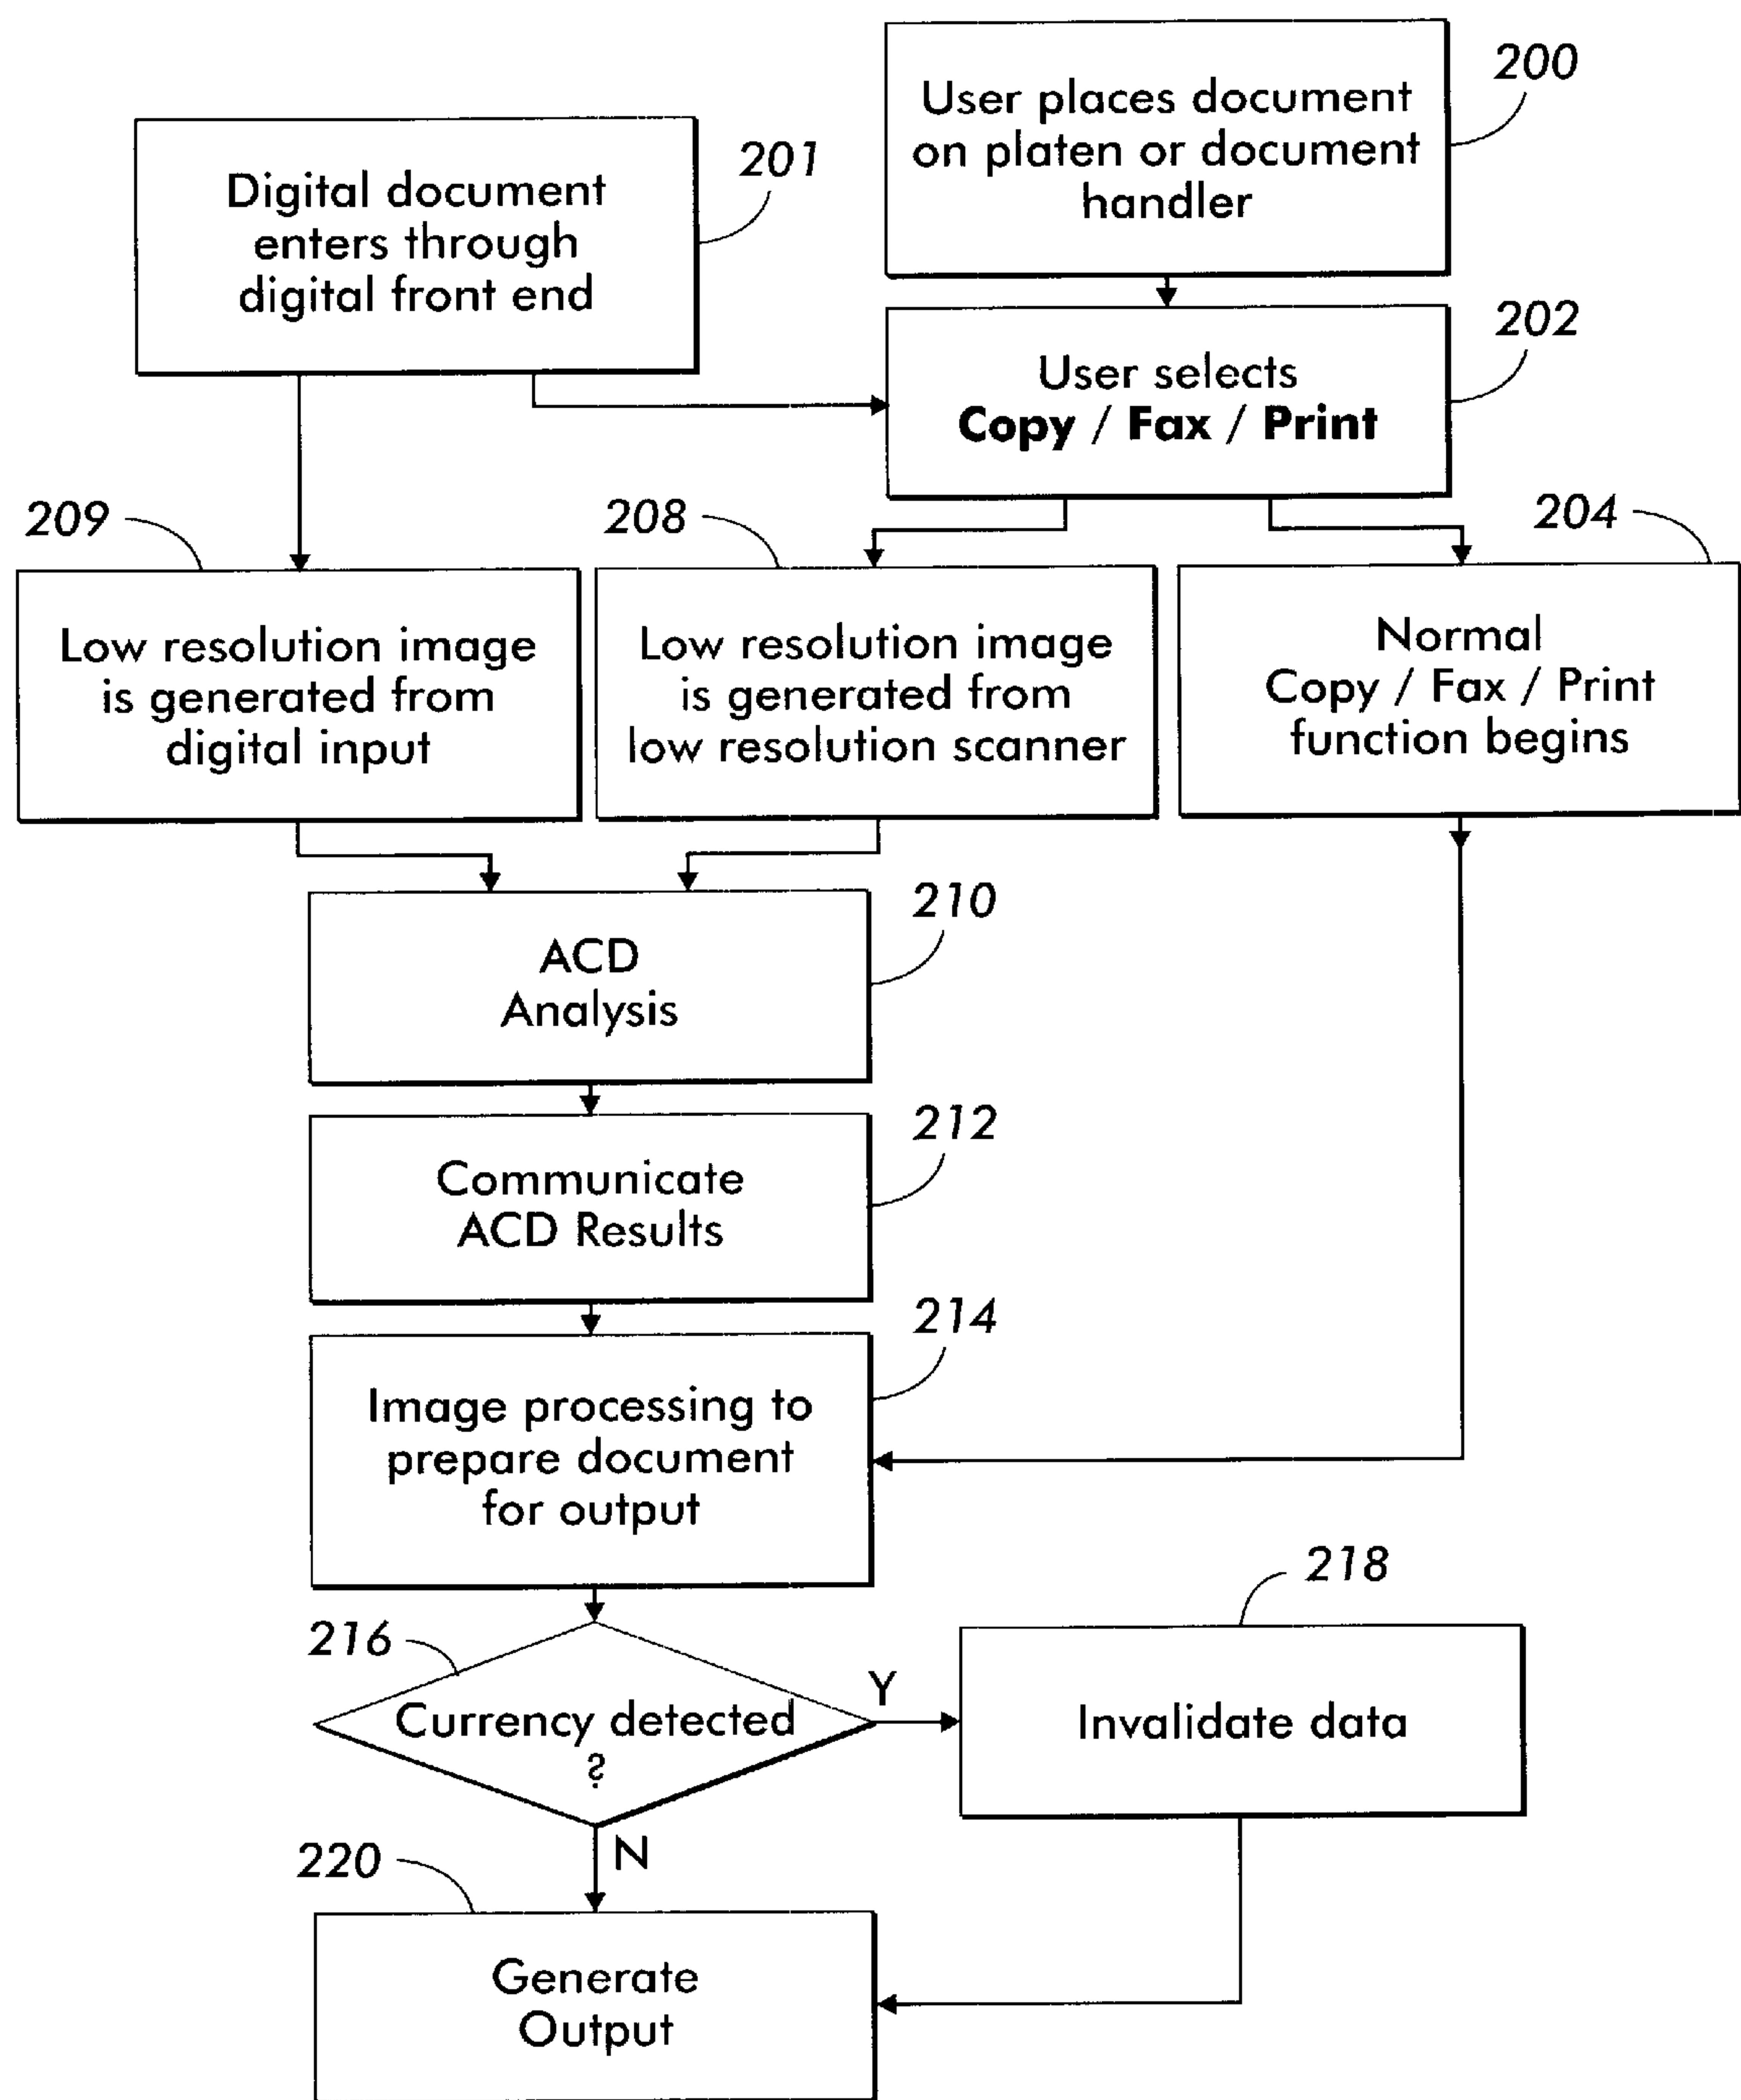 200
User places document
on platen or document
handler
201
Digital document
enters through
digital front end
202
User selects
Copy / Fax / Print
209
Low resolution image
is generated from
digital input
208
Low resolution image
is generated from
low resolution scanner
204
Normal
Copy / Fax / Print
function begins
210
ACD
Analysis
212
Communicate
ACD Results
214
Image processing to
prepare document
for output
216
Currency detected
?
Y
218
Invalidate data
N
220
Generate
Output